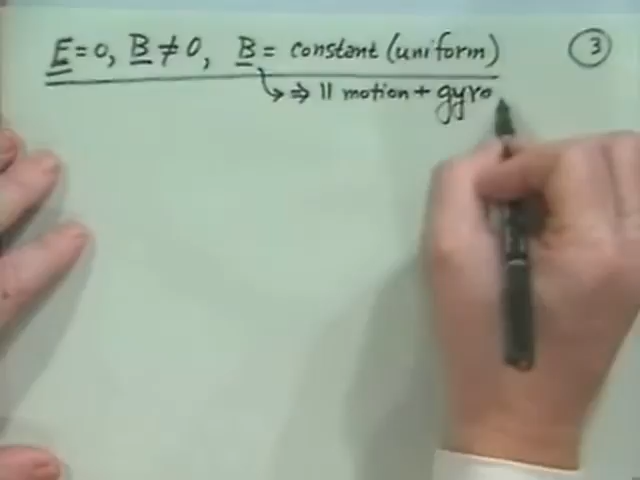 E = 0, B ≠ 0, B = constant (uniform) 3
↳ ⇒ || motion + gyro